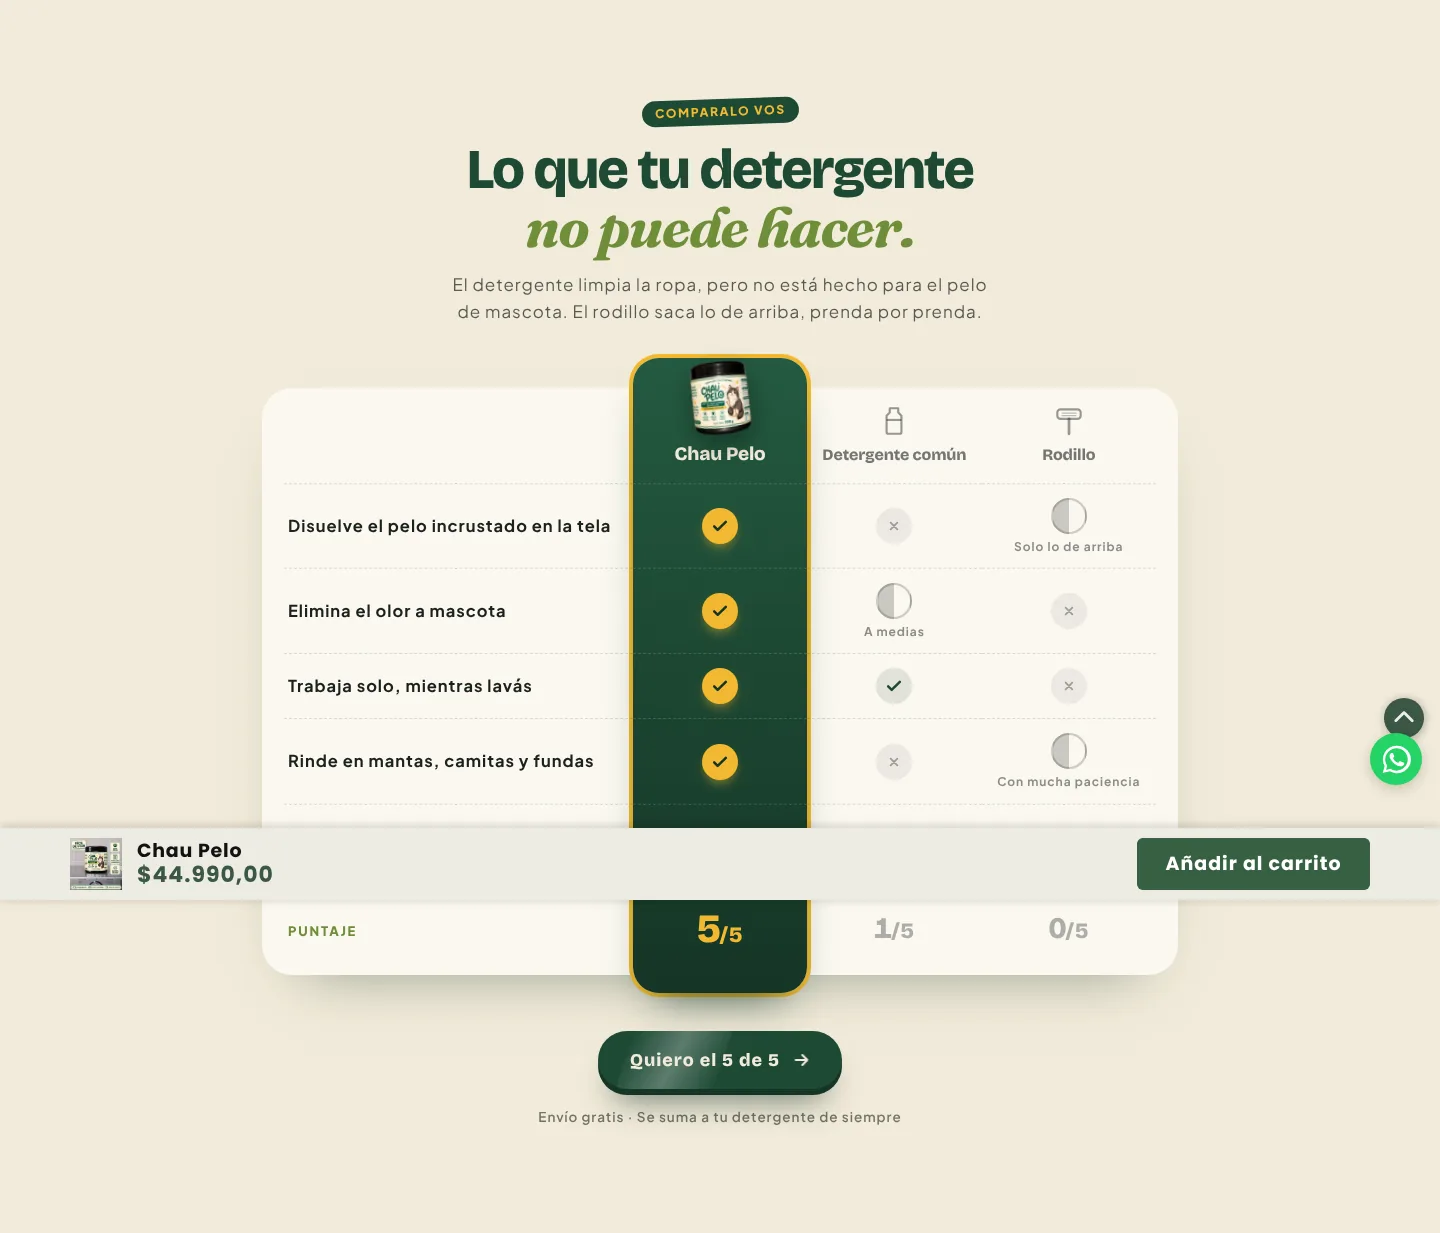 COMPARALO VOS
Lo que tu detergente
no puede hacer.
El detergente limpia la ropa, pero no está hecho para el pelo
de mascota. El rodillo saca lo de arriba, prenda por prenda.
CHAU
PELO
Chau Pelo
Detergente común
Rodillo
Disuelve el pelo incrustado en la tela
Solo lo de arriba
Elimina el olor a mascota
A medias
Trabaja solo, mientras lavás
Rinde en mantas, camitas y fundas
Con mucha paciencia
Chau Pelo
$44.990,00
Añadir al carrito
PUNTAJE
5/5
1/5
0/5
Quiero el 5 de 5 →
Envío gratis · Se suma a tu detergente de siempre